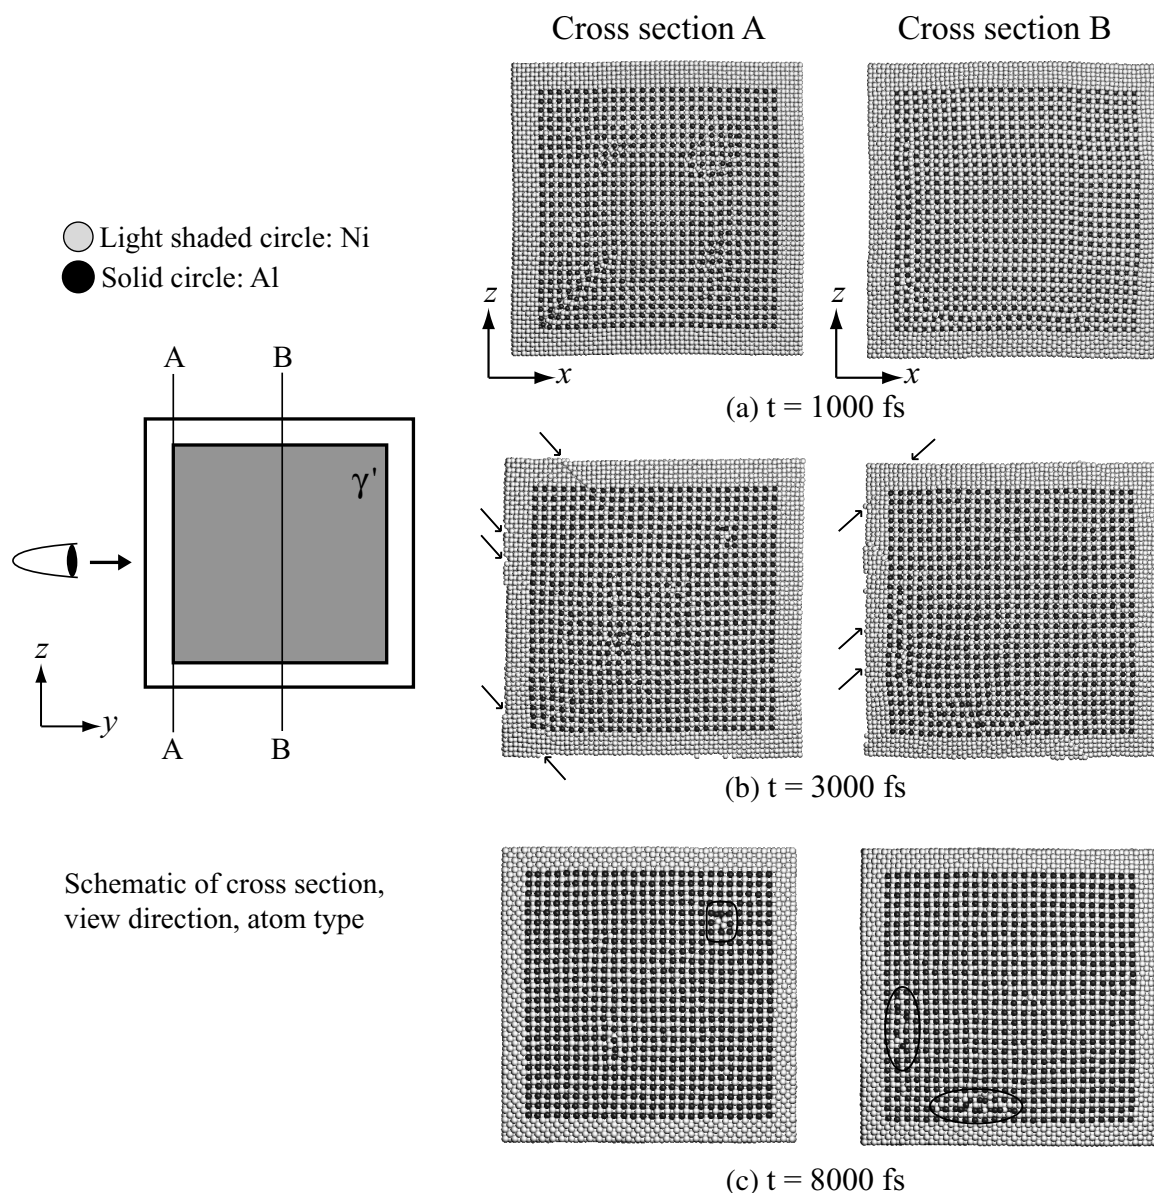 Cross section A
Cross section B
Light shaded circle: Ni
Solid circle: Al
z
x
z
x
(a) t = 1000 fs
A
B
γ'
z
y
A
B
(b) t = 3000 fs
Schematic of cross section,
view direction, atom type
(c) t = 8000 fs